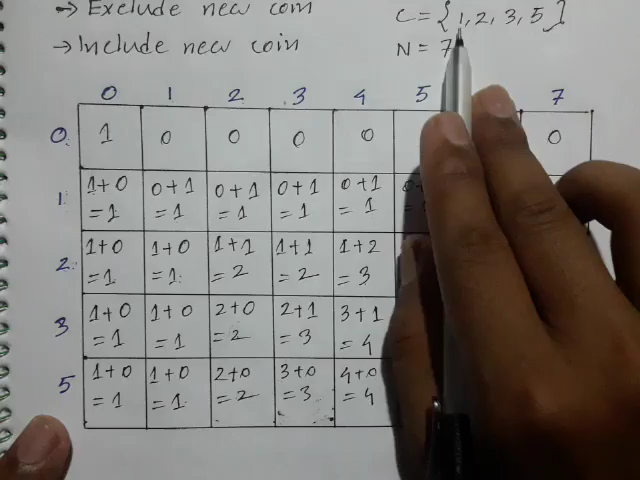 → Exclude new coin
→ Include new coin
C = {1, 2, 3, 5}
N = 7
0 1 2 3 4 5 7
0 1 0 0 0 0 0
1 1+0 =1 0+1 =1 0+1 =1 0+1 =1 0+1 =1
2 1+0 =1 1+0 =1 1+1 =2 1+1 =2 1+2 =3
3 1+0 =1 1+0 =1 2+0 =2 2+1 =3 3+1 =4
5 1+0 =1 1+0 =1 2+0 =2 3+0 =3 4+0 =4